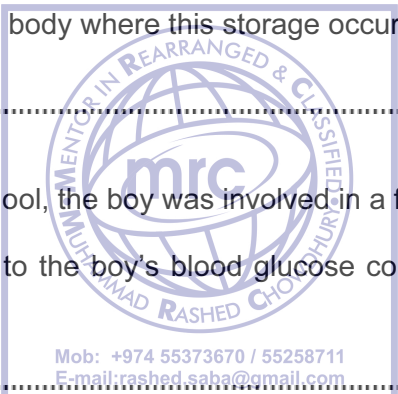 body where this storage occur
MENTOR IN REARRANGED & CLASSIFIED
mrc
ool, the boy was involved in a f
to the boy's blood glucose co
MUHAMMAD RASHED CHOWDHURY
Mob: +974 55373670 / 55258711
E-mail:rashed.saba@gmail.com